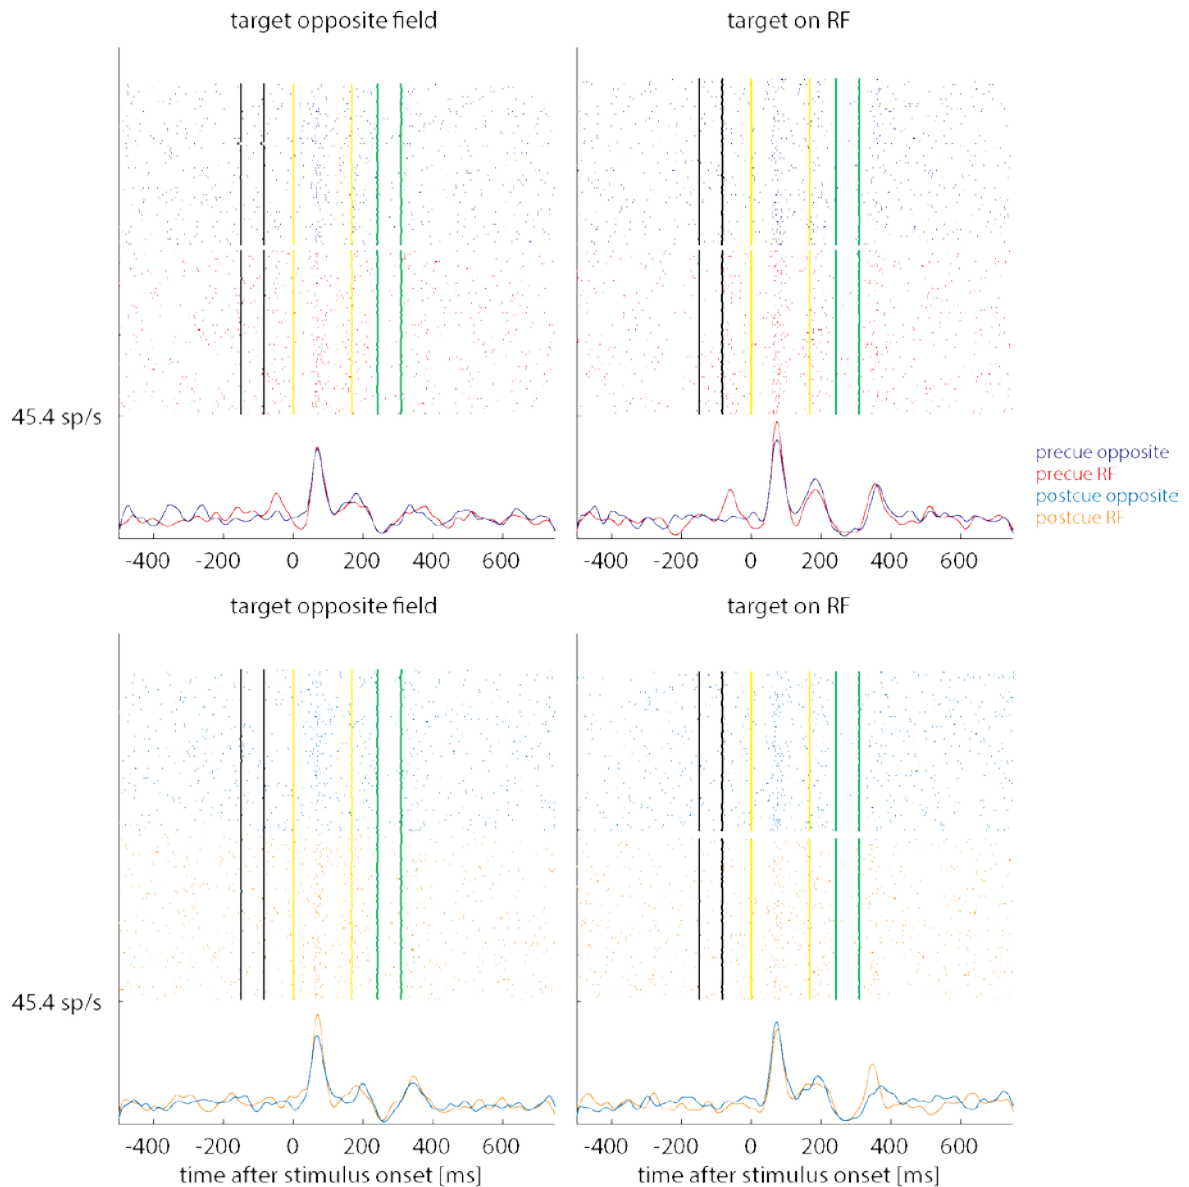 target opposite field
target on RF
45.4 sp/s
precue opposite
precue RF
postcue opposite
postcue RF
-400 -200 0 200 400 600
-400 -200 0 200 400 600
target opposite field
target on RF
45.4 sp/s
-400 -200 0 200 400 600
-400 -200 0 200 400 600
time after stimulus onset [ms]
time after stimulus onset [ms]